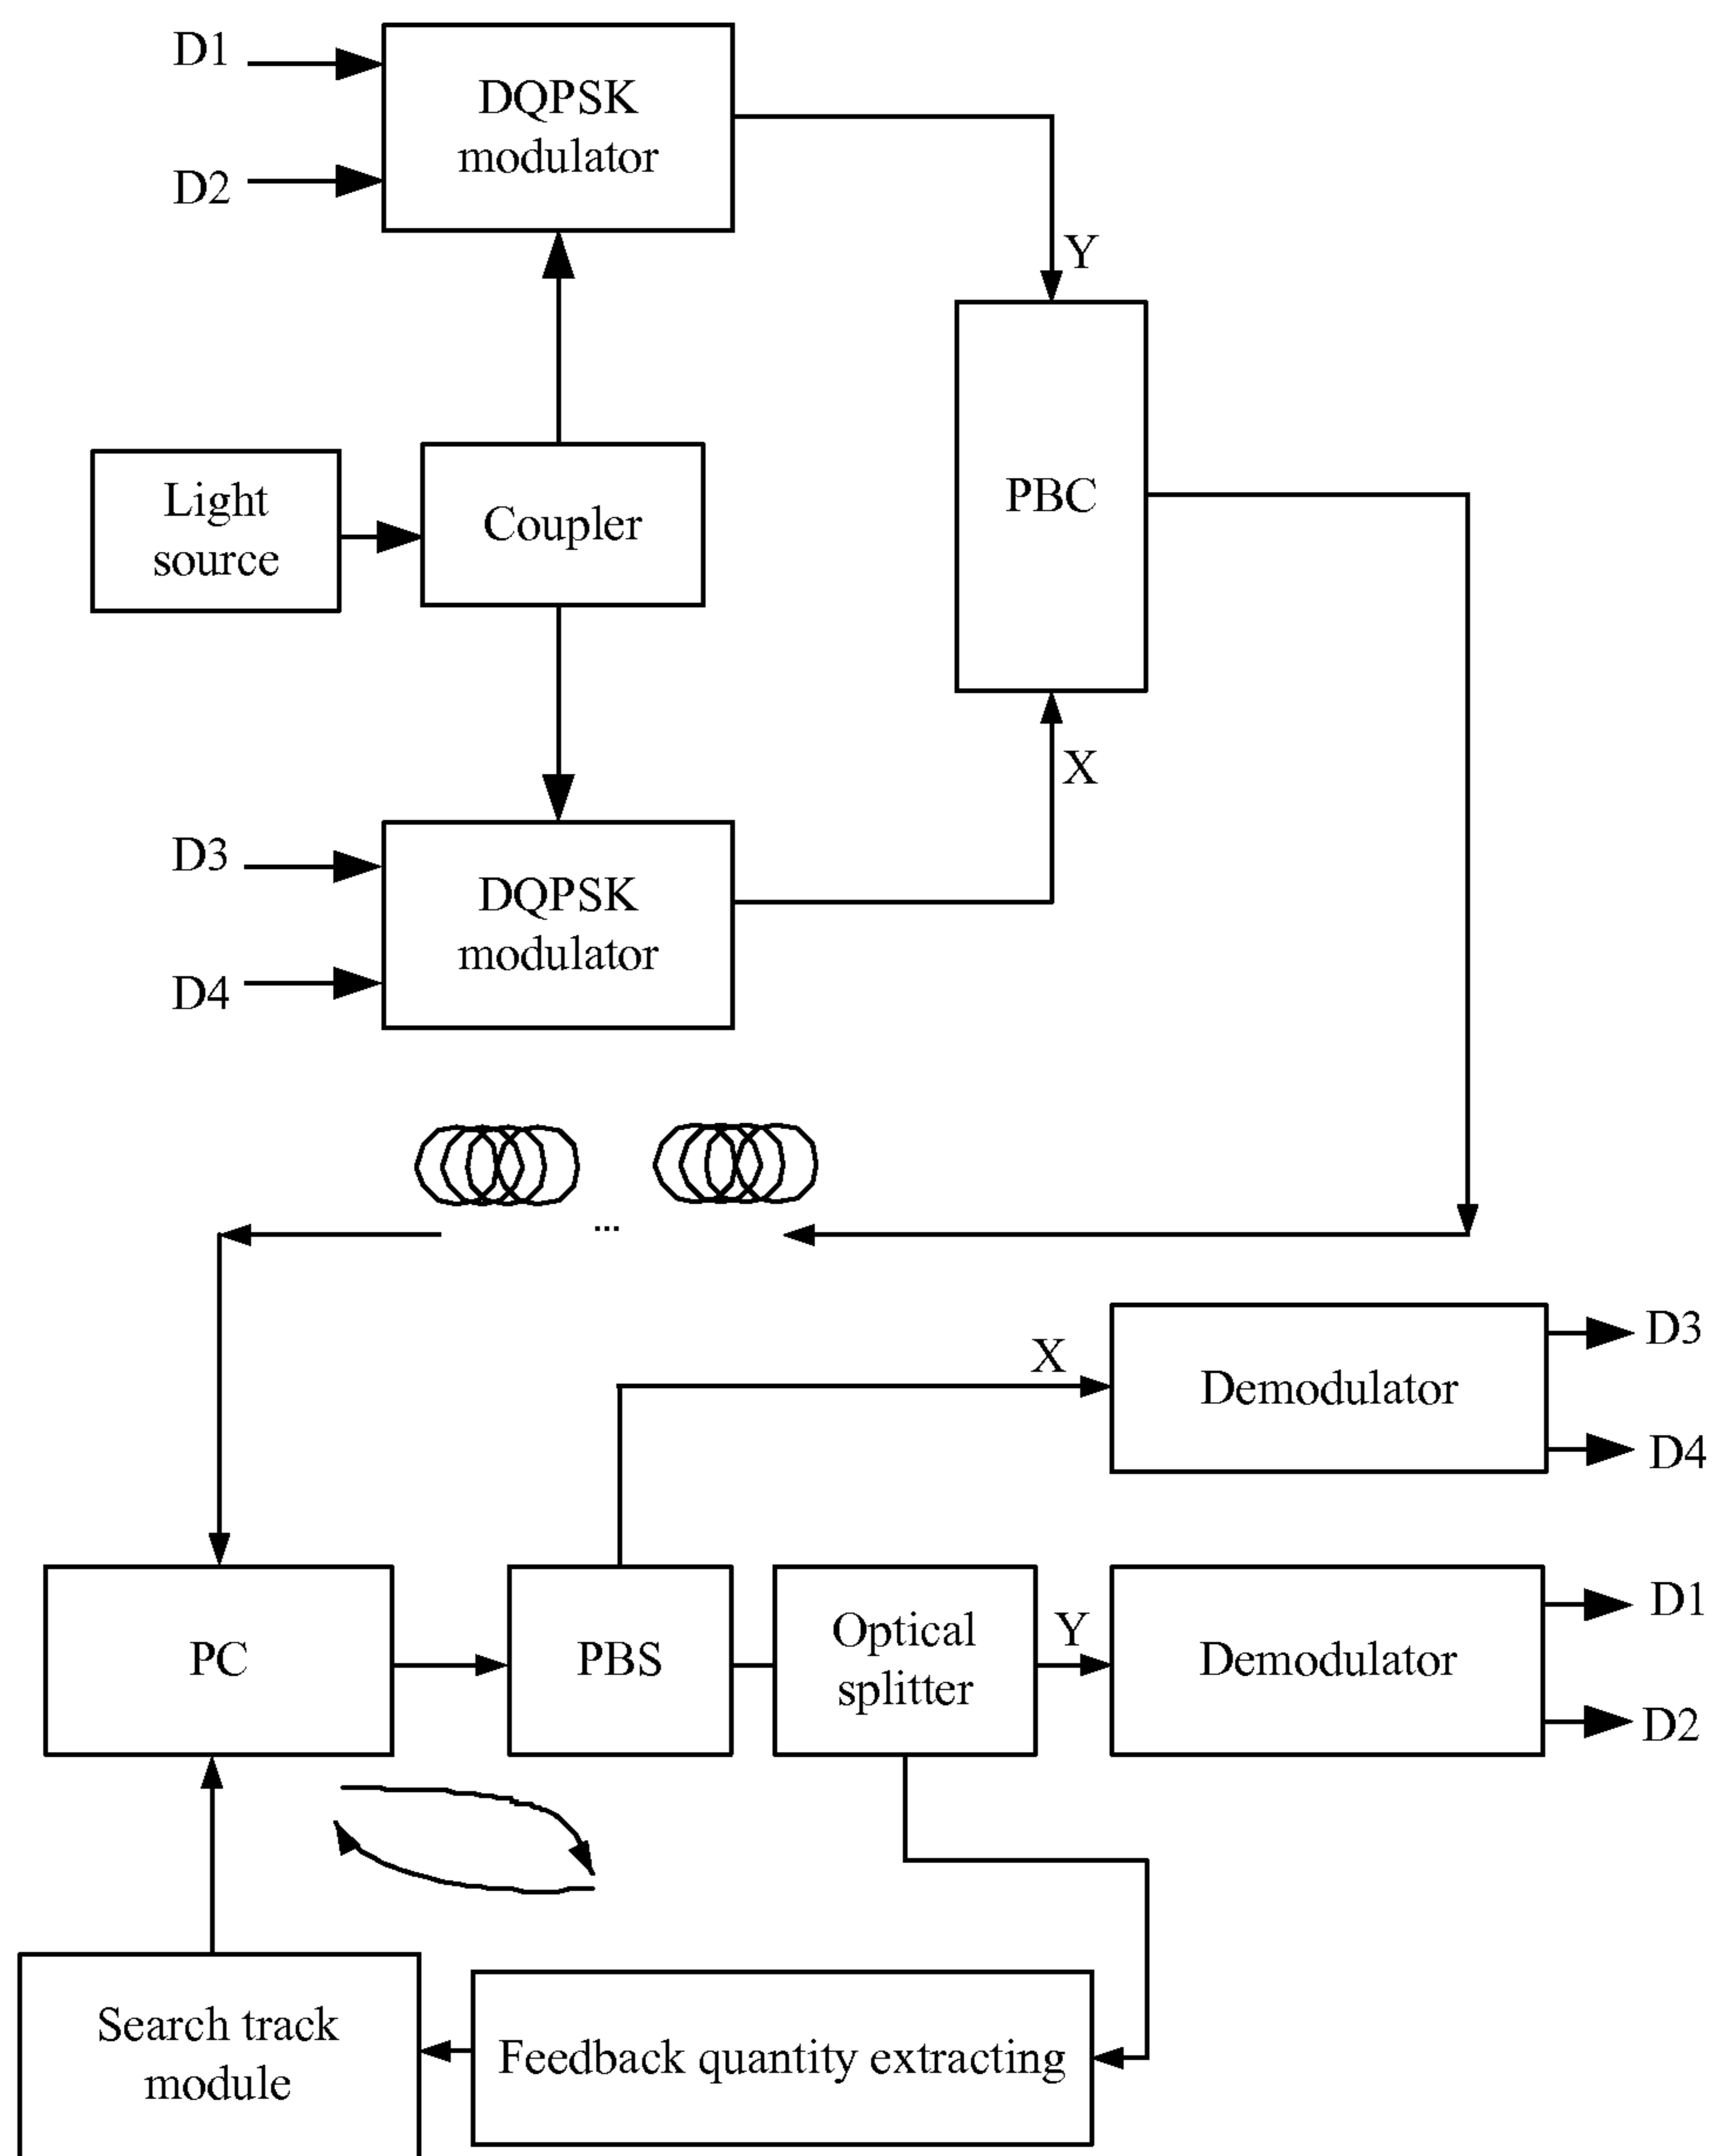 D1
DQPSK
modulator
D2
Y
Light
source
Coupler
PBC
X
D3
DQPSK
modulator
D4
...
X
Demodulator
D3
D4
PC
PBS
Optical
splitter
Y
Demodulator
D1
D2
Search track
module
Feedback quantity extracting